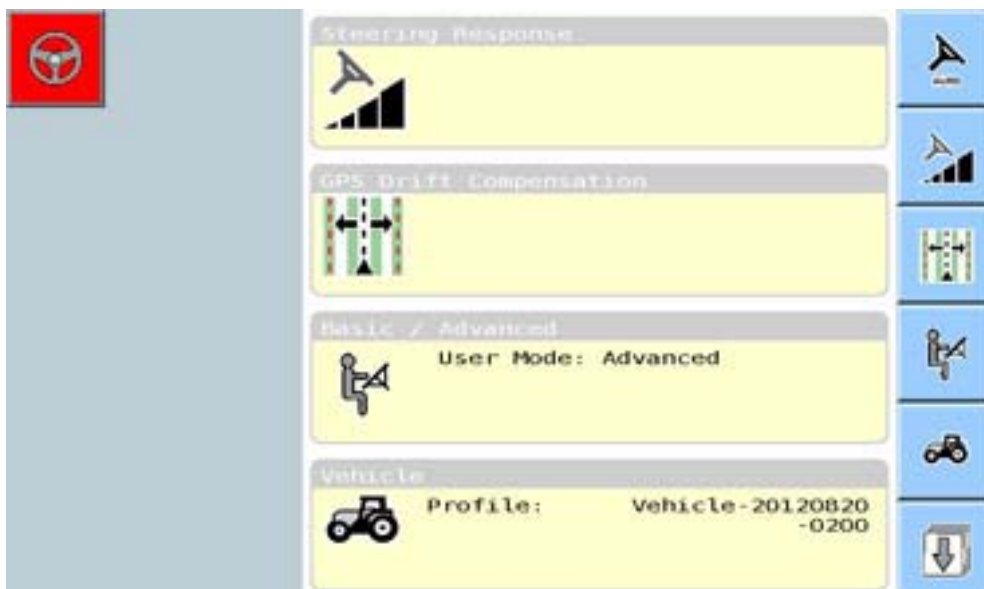 Steering Response
GPS Drift Compensation
Basic / Advanced
User Mode: Advanced
Vehicle
Profile: Vehicle-20120820
-0200